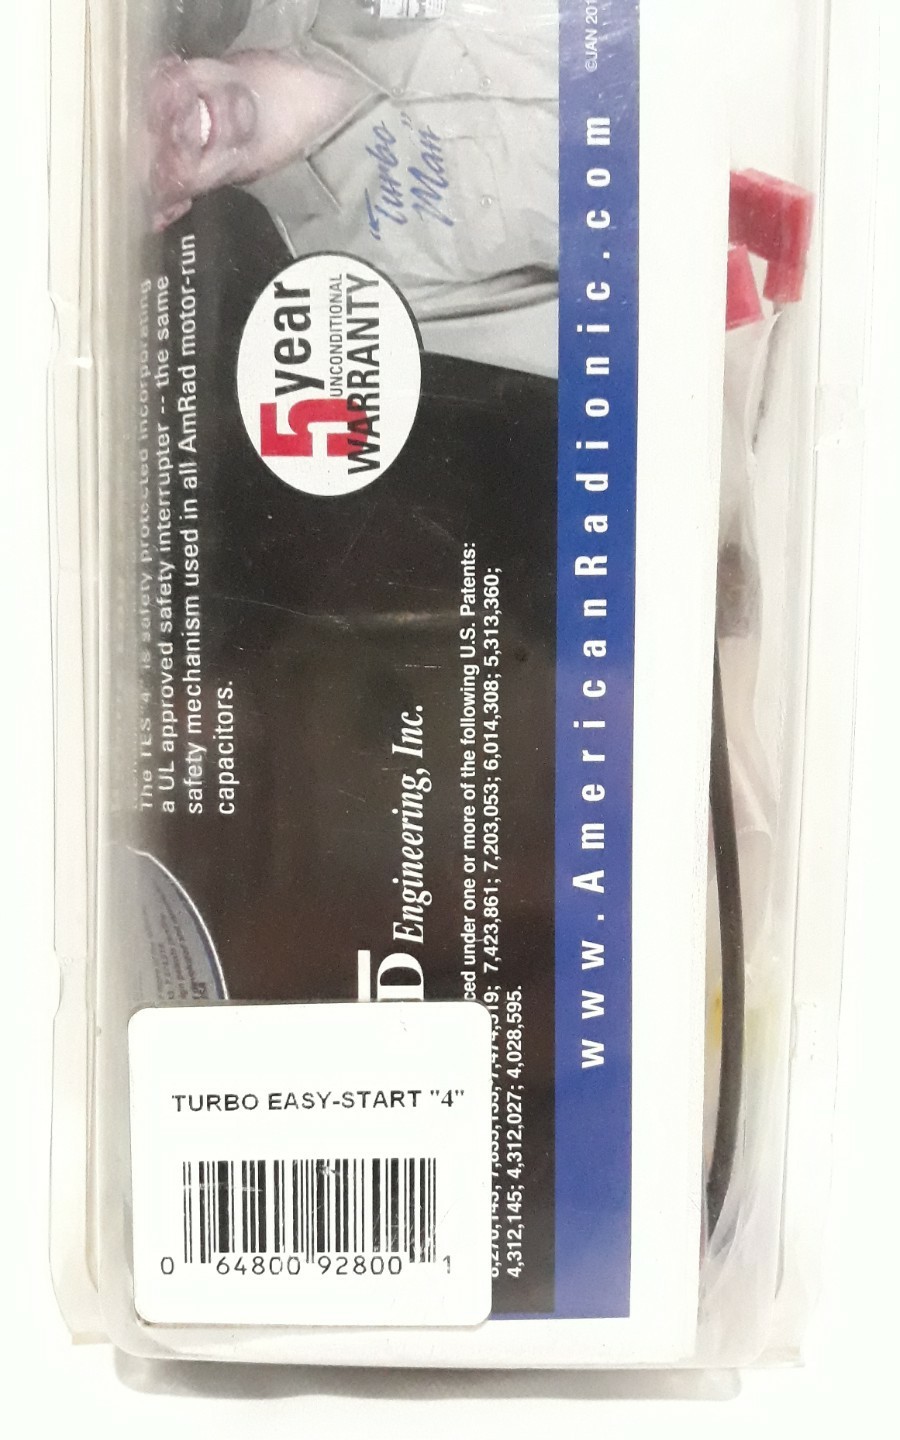 The TES "4" is safety protected incorporating
a UL approved safety interrupter -- the same
safety mechanism used in all AmRad motor-run
capacitors.
"Turbo
Man"
5 year
UNCONDITIONAL
WARRANTY
D Engineering, Inc.
ced under one or more of the following U.S. Patents:
7,423,861; 7,203,053; 6,014,308; 5,313,360;
4,312,145; 4,312,027; 4,028,595.
www.AmericanRadionic.com
©JAN 201
TURBO EASY-START "4"
0 64800 92800 1